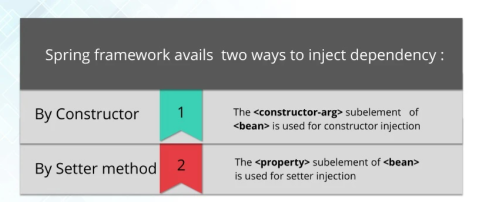 Spring framework avails two ways to inject dependency :
By Constructor
1
The <constructor-arg> subelement of
<bean> is used for constructor injection
By Setter method
2
The <property> subelement of <bean>
is used for setter injection